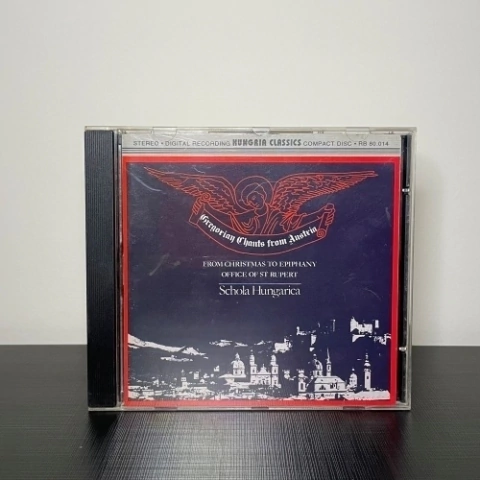 STEREO • DIGITAL RECORDING HUNGRIA CLASSICS COMPACT DISC • RB 80.014
Gregorian Chants from Austria
FROM CHRISTMAS TO EPIPHANY
OFFICE OF ST RUPERT
Schola Hungarica